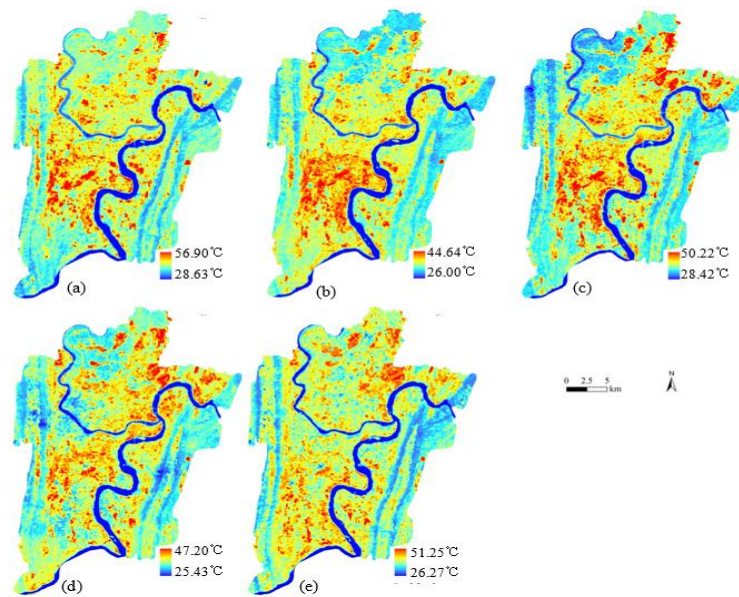 56.90℃
28.63℃
(a)
44.64℃
26.00℃
(b)
50.22℃
28.42℃
(c)
47.20℃
25.43℃
(d)
51.25℃
26.27℃
(e)
0 2.5 5
km
N